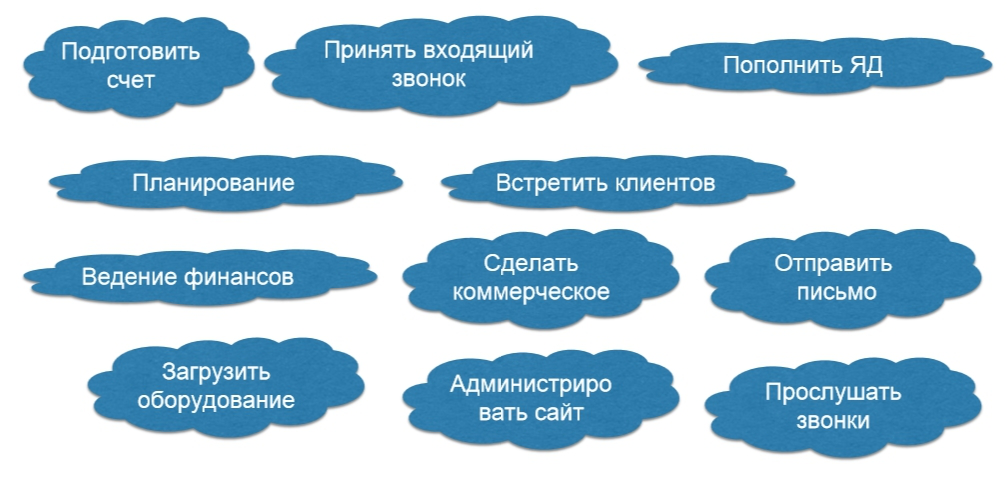 Подготовить
счет
Принять входящий
звонок
Пополнить ЯД
Планирование
Встретить клиентов
Ведение финансов
Сделать
коммерческое
Отправить
письмо
Загрузить
оборудование
Администриро
вать сайт
Прослушать
звонки